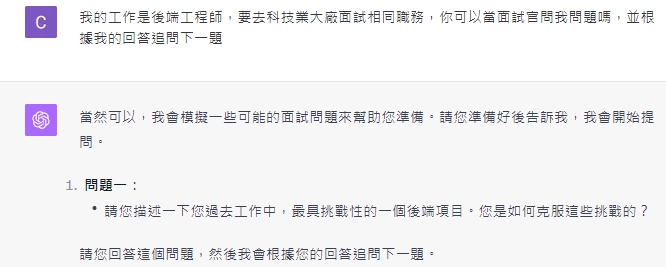 C
我的工作是後端工程師，要去科技業大廠面試相同職務，你可以當面試官問我問題嗎，並根
據我的回答追問下一題
當然可以，我會模擬一些可能的面試問題來幫助您準備。請您準備好後告訴我，我會開始提
問。
1. 問題一：
• 請您描述一下您過去工作中，最具挑戰性的一個後端項目。您是如何克服這些挑戰的？
請您回答這個問題，然後我會根據您的回答追問下一題。